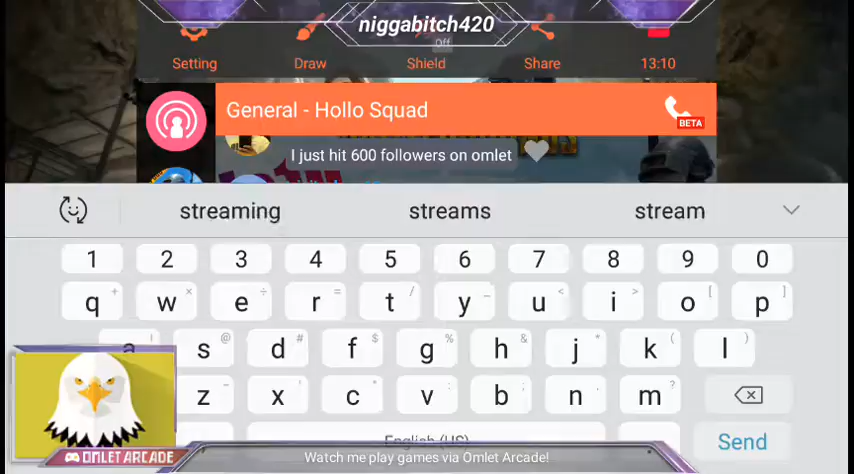 niggabitch420
Off
Setting Draw Shield Share 13:10
General - Hollo Squad
BETA
I just hit 600 followers on omlet
streaming streams stream
1 2 3 4 5 6 7 8 9 0
q + w × e ÷ r = t / y _ u < i > o [ p ]
a ! s @ d # f $ g % h & j * k ( l )
z - x ' c " v : b ; n , m ?
English (US)
Send
OMLET ARCADE
Watch me play games via Omlet Arcade!